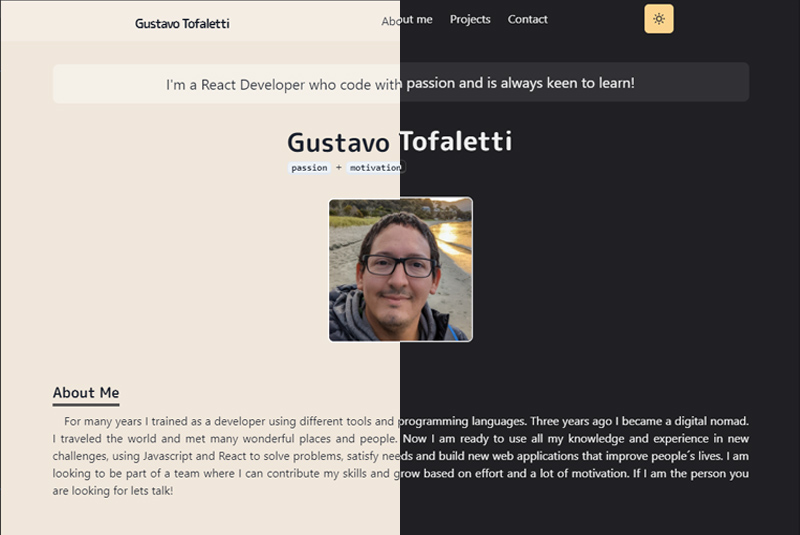 Gustavo Tofaletti About me Projects Contact
I'm a React Developer who code with passion and is always keen to learn!
Gustavo Tofaletti
passion + motivation
About Me
For many years I trained as a developer using different tools and programming languages. Three years ago I became a digital nomad.
I traveled the world and met many wonderful places and people. Now I am ready to use all my knowledge and experience in new
challenges, using Javascript and React to solve problems, satisfy needs and build new web applications that improve people´s lives. I am
looking to be part of a team where I can contribute my skills and grow based on effort and a lot of motivation. If I am the person you
are looking for lets talk!